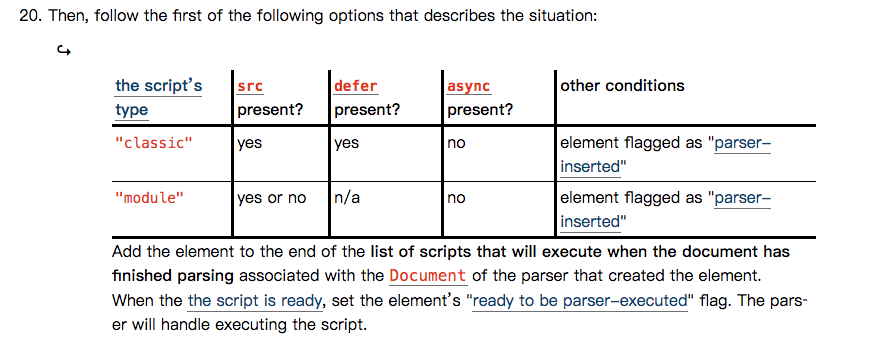 20. Then, follow the first of the following options that describes the situation:
↪
the script's type src present? defer present? async present? other conditions
"classic" yes yes no element flagged as "parser-
inserted"
"module" yes or no n/a no element flagged as "parser-
inserted"
Add the element to the end of the list of scripts that will execute when the document has
finished parsing associated with the Document of the parser that created the element.
When the the script is ready, set the element's "ready to be parser-executed" flag. The pars-
er will handle executing the script.